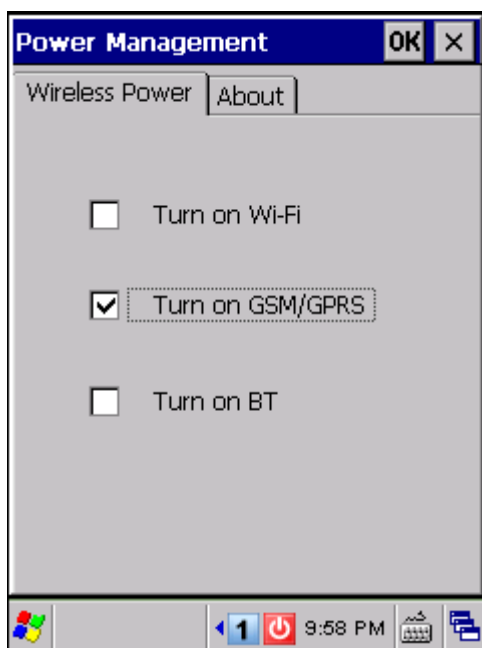 Power Management OK ×
Wireless Power About
Turn on Wi-Fi
Turn on GSM/GPRS
Turn on BT
1 9:58 PM